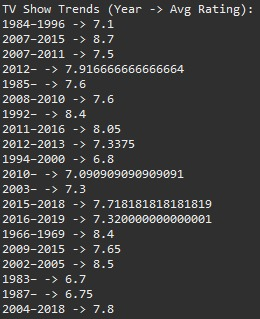 TV Show Trends (Year -> Avg Rating):
1984–1996 -> 7.1
2007–2015 -> 8.7
2007–2011 -> 7.5
2012– -> 7.916666666666664
1985– -> 7.6
2008–2010 -> 7.6
1992– -> 8.4
2011–2016 -> 8.05
2012–2013 -> 7.3375
1994–2000 -> 6.8
2010– -> 7.090909090909091
2003– -> 7.3
2015–2018 -> 7.718181818181819
2016–2019 -> 7.320000000000001
1966–1969 -> 8.4
2009–2015 -> 7.65
2002–2005 -> 8.5
1983– -> 6.7
1987– -> 6.75
2004–2018 -> 7.8